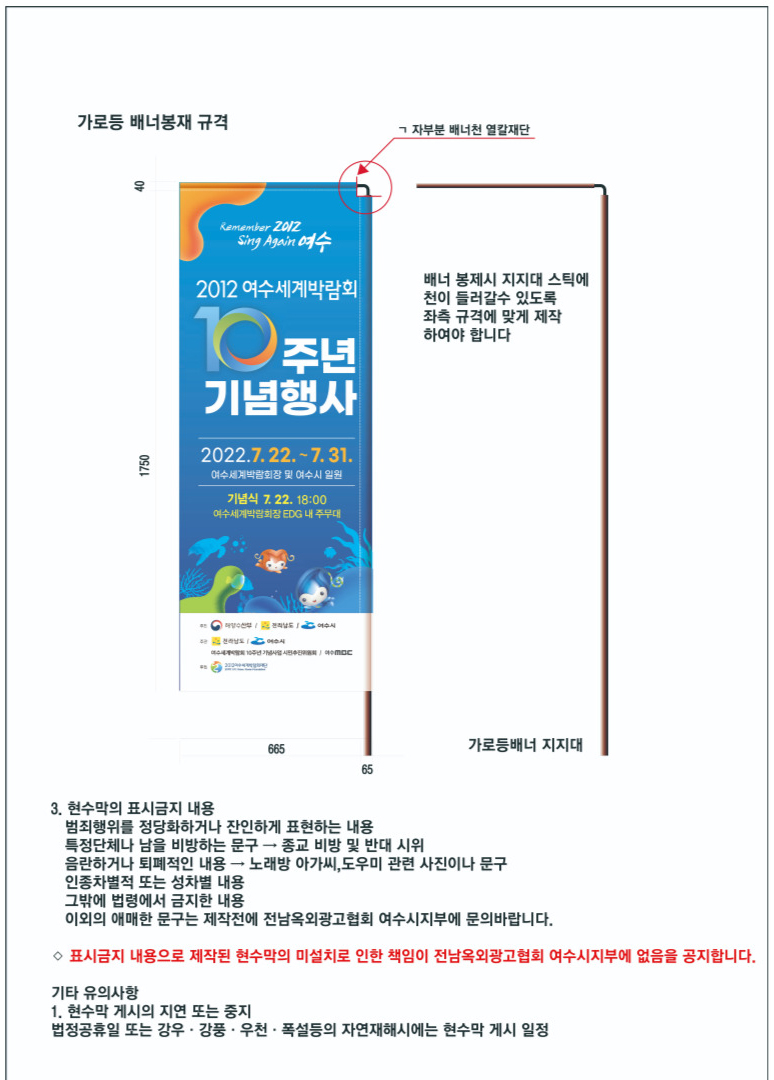 가로등 배너봉재 규격
ㄱ 자부분 배너천 열칼재단
40
Remember 2012
Sing Again 여수
2012 여수세계박람회
10주년
기념행사
2022.7. 22. ~ 7. 31.
여수세계박람회장 및 여수시 일원
기념식 7. 22. 18:00
여수세계박람회장 EDG 내 주무대
해양수산부 / 전라남도 / 여수시
전라남도 / 여수시
여수세계박람회 10주년 기념사업 시민추진위원회 / 여수MBC
2012여수세계박람회재단
1750
665
65
배너 봉제시 지지대 스틱에
천이 들러갈수 있도록
좌측 규격에 맞게 제작
하여야 합니다
가로등배너 지지대
3. 현수막의 표시금지 내용
범죄행위를 정당화하거나 잔인하게 표현하는 내용
특정단체나 남을 비방하는 문구 → 종교 비방 및 반대 시위
음란하거나 퇴폐적인 내용 → 노래방 아가씨,도우미 관련 사진이나 문구
인종차별적 또는 성차별 내용
그밖에 법령에서 금지한 내용
이외의 애매한 문구는 제작전에 전남옥외광고협회 여수시지부에 문의바랍니다.
◇ 표시금지 내용으로 제작된 현수막의 미설치로 인한 책임이 전남옥외광고협회 여수시지부에 없음을 공지합니다.
기타 유의사항
1. 현수막 게시의 지연 또는 중지
법정공휴일 또는 강우 · 강풍 · 우천 · 폭설등의 자연재해시에는 현수막 게시 일정